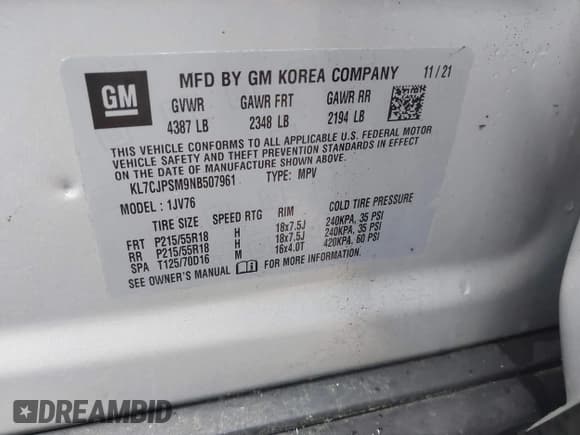 GM
MFD BY GM KOREA COMPANY 11/21
GVWR GAWR FRT GAWR RR
4387 LB 2348 LB 2194 LB
THIS VEHICLE CONFORMS TO ALL APPLICABLE U.S. FEDERAL MOTOR
VEHICLE SAFETY AND THEFT PREVENTION STANDARDS IN EFFECT
ON THE DATE OF MANUFACTURE SHOWN ABOVE.
KL7CJPSM9NB507961 TYPE: MPV
MODEL: 1JV76
TIRE SIZE SPEED RTG RIM COLD TIRE PRESSURE
FRT P215/55R18 H 18x7.5J 240KPA, 35 PSI
RR P215/55R18 H 18x7.5J 240KPA, 35 PSI
SPA T125/70D16 M 16x4.0T 420KPA, 60 PSI
SEE OWNER'S MANUAL FOR MORE INFORMATION.
DREAMBID